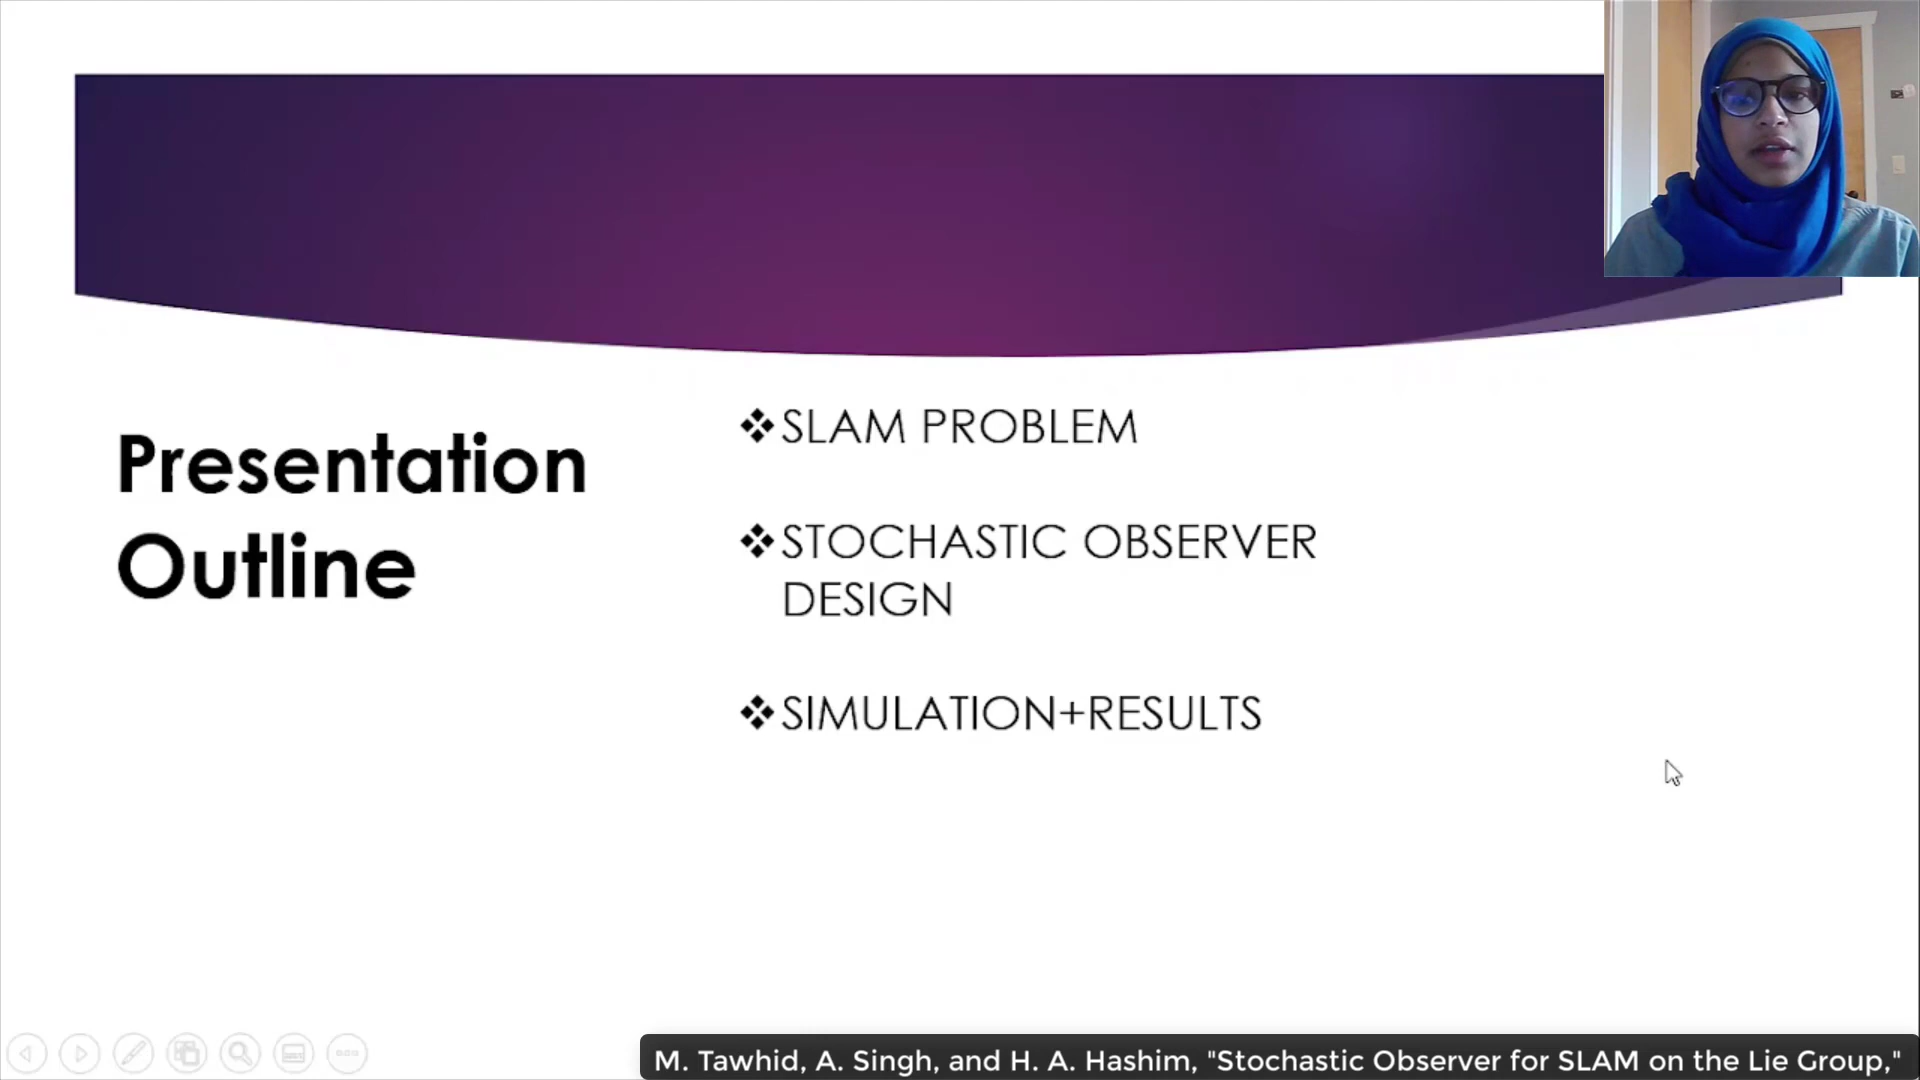 Presentation
Outline
SLAM PROBLEM
STOCHASTIC OBSERVER
DESIGN
SIMULATION+RESULTS
M. Tawhid, A. Singh, and H. A. Hashim, "Stochastic Observer for SLAM on the Lie Group,"